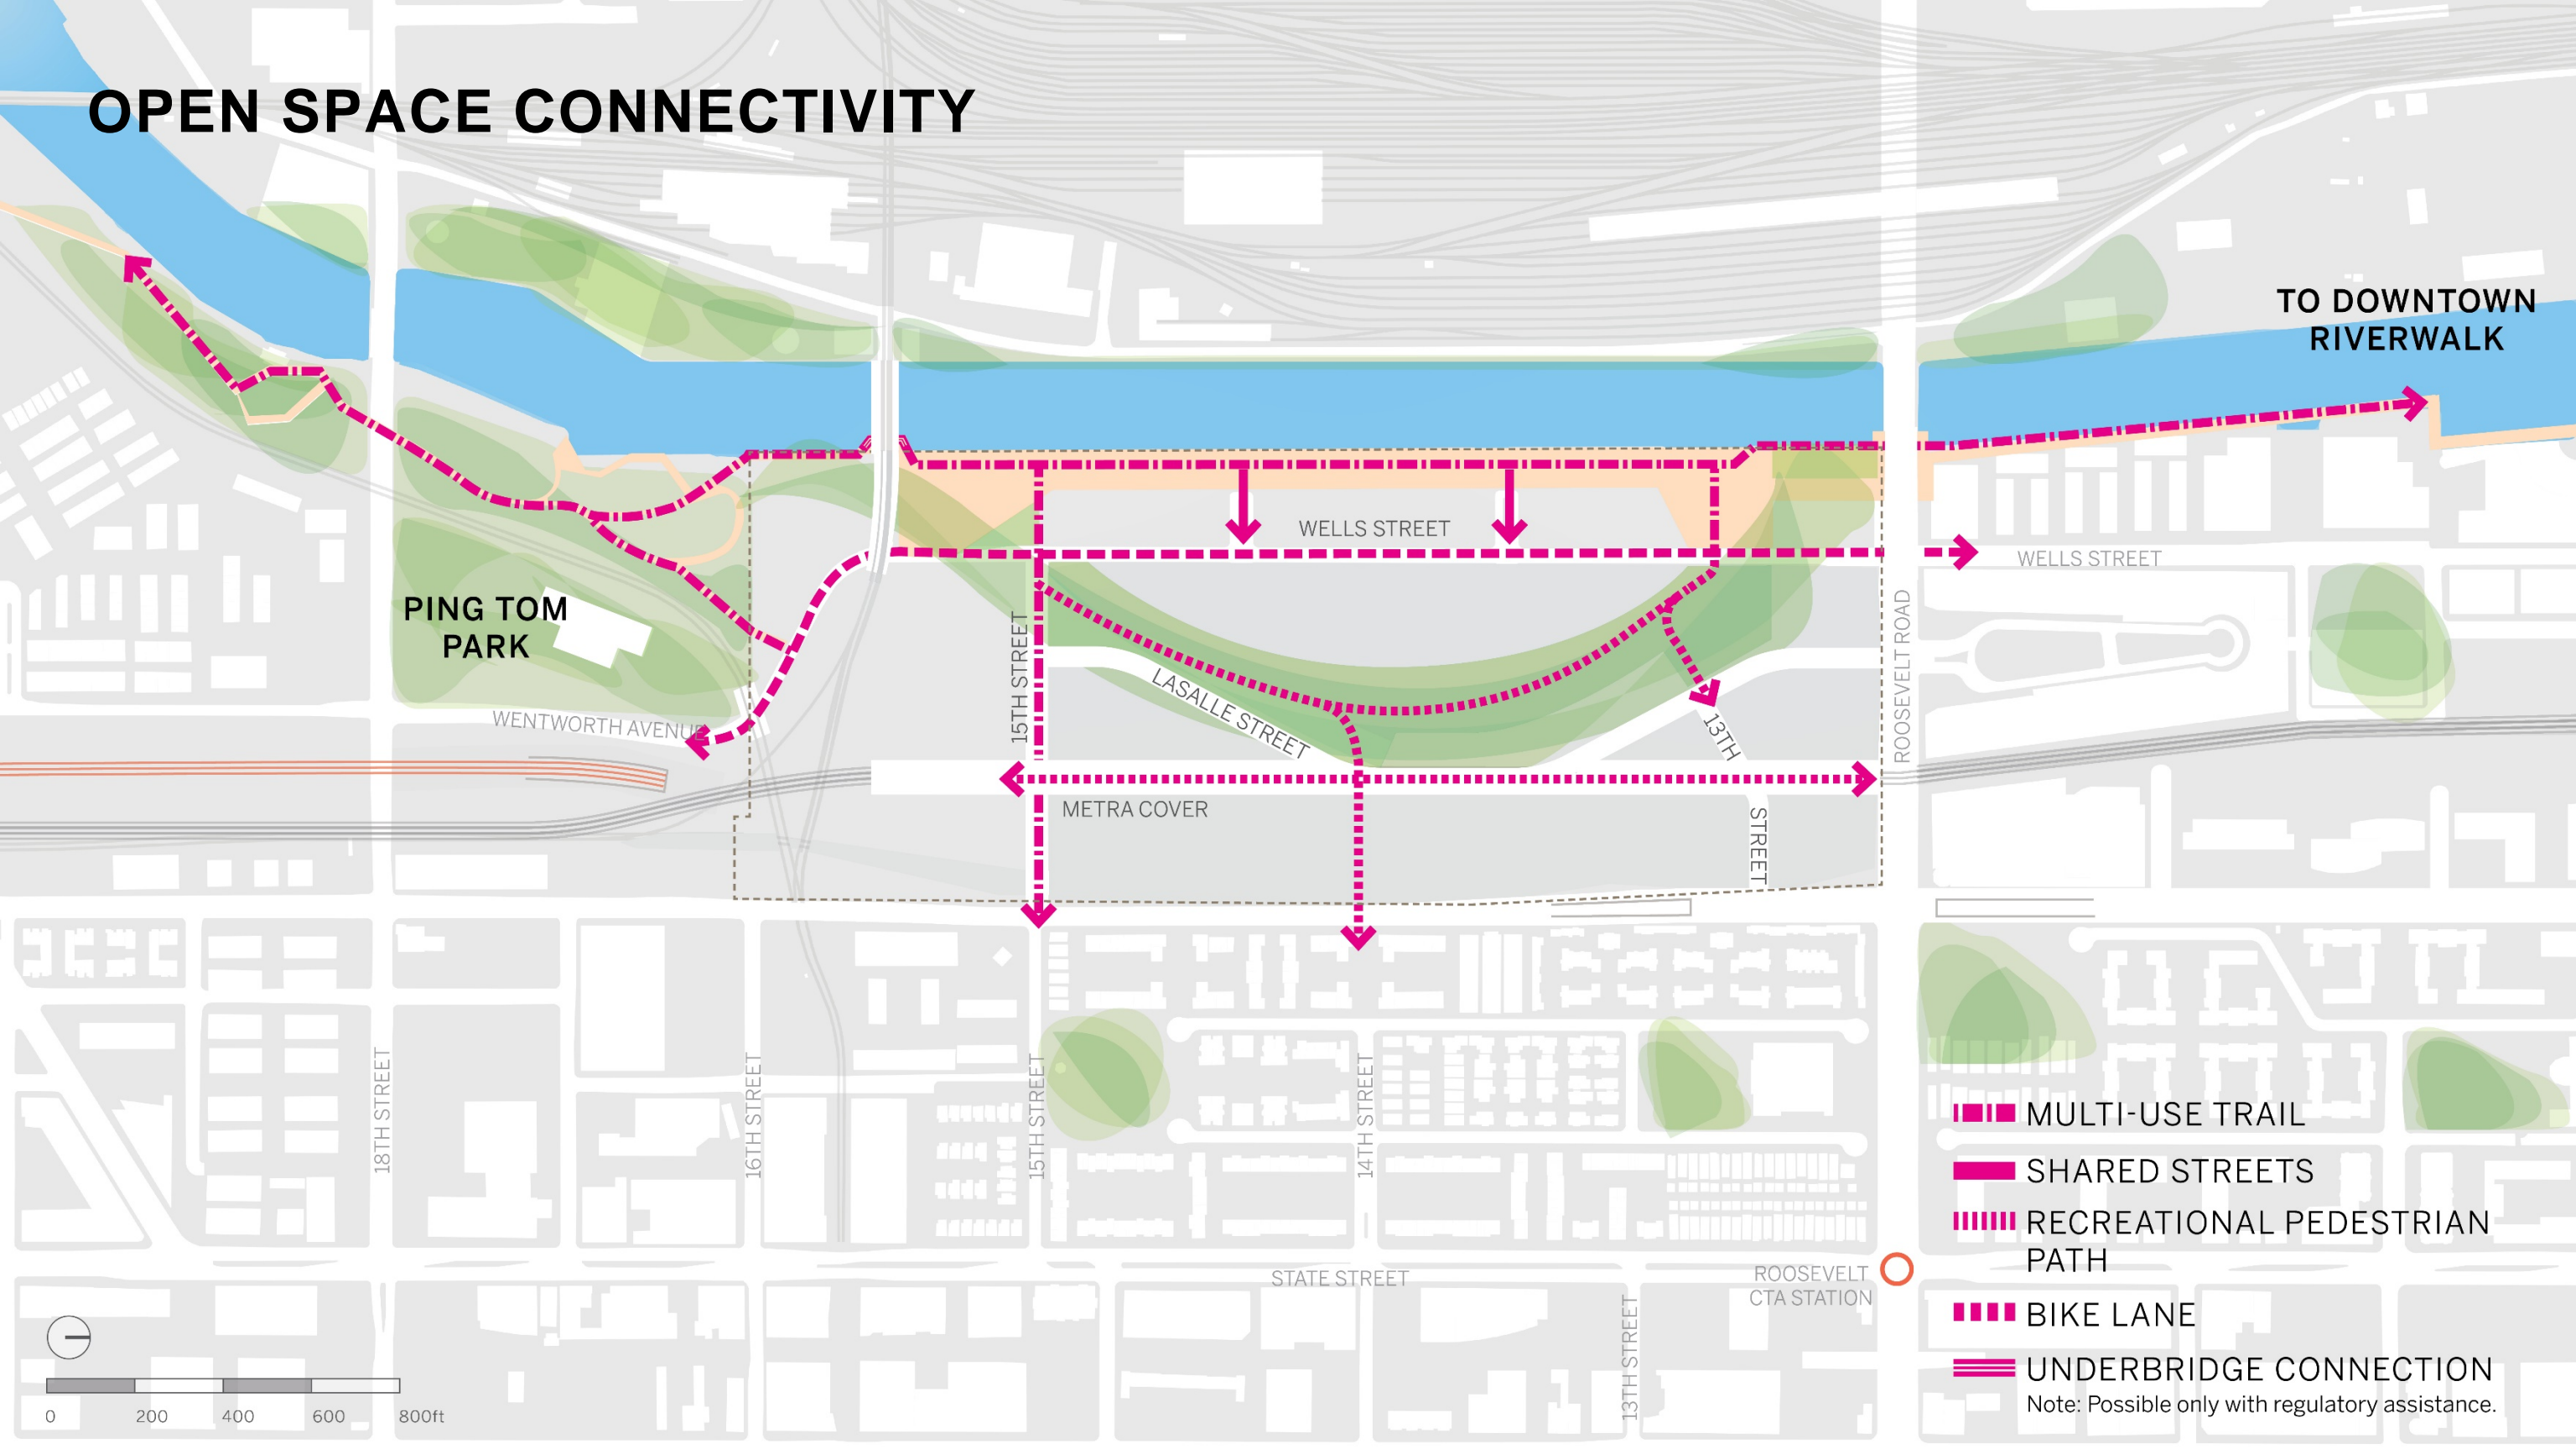 OPEN SPACE CONNECTIVITY
TO DOWNTOWN
RIVERWALK
WELLS STREET
WELLS STREET
PING TOM
PARK
15TH STREET
ROOSEVELT ROAD
LASALLE STREET
WENTWORTH AVENUE
13TH
STREET
METRA COVER
18TH STREET
16TH STREET
15TH STREET
14TH STREET
STATE STREET
ROOSEVELT
CTA STATION
13TH STREET
MULTI-USE TRAIL
SHARED STREETS
RECREATIONAL PEDESTRIAN
PATH
BIKE LANE
UNDERBRIDGE CONNECTION
Note: Possible only with regulatory assistance.
0 200 400 600 800ft